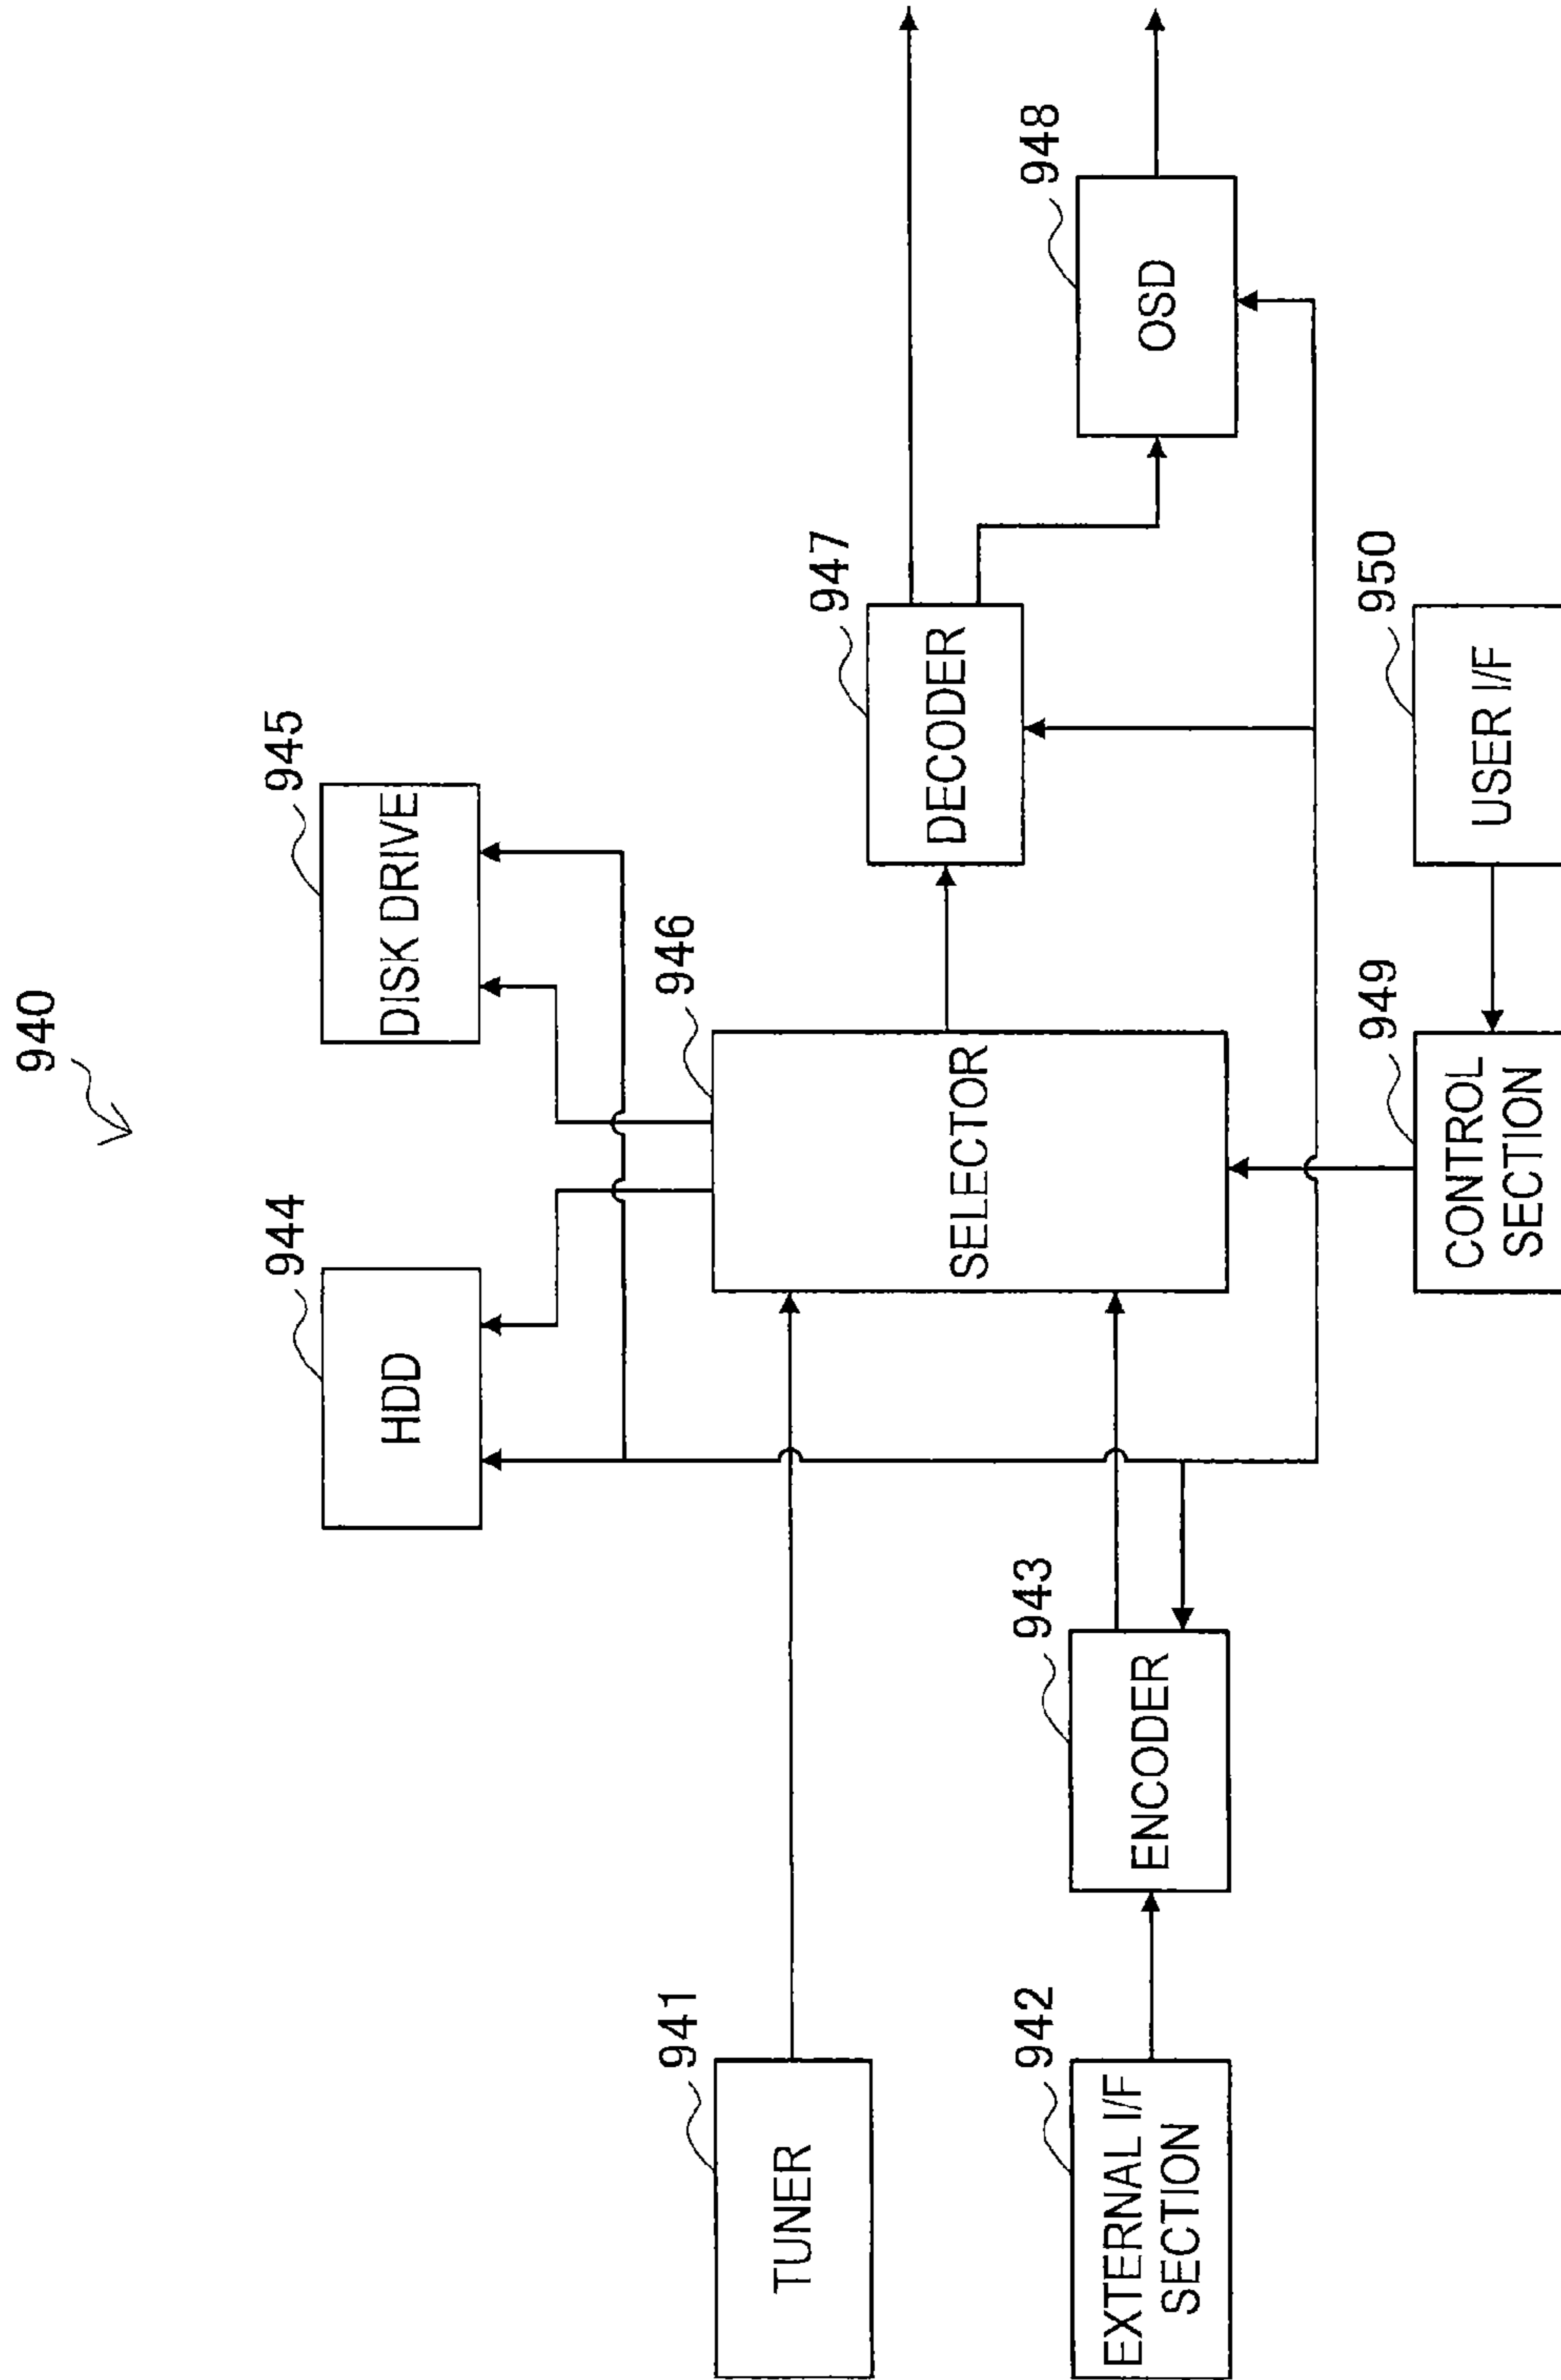 940
944
HDD
945
DISK DRIVE
941
TUNER
946
SELECTOR
947
DECODER
942
EXTERNAL I/F
SECTION
943
ENCODER
948
OSD
949
CONTROL
SECTION
950
USER I/F